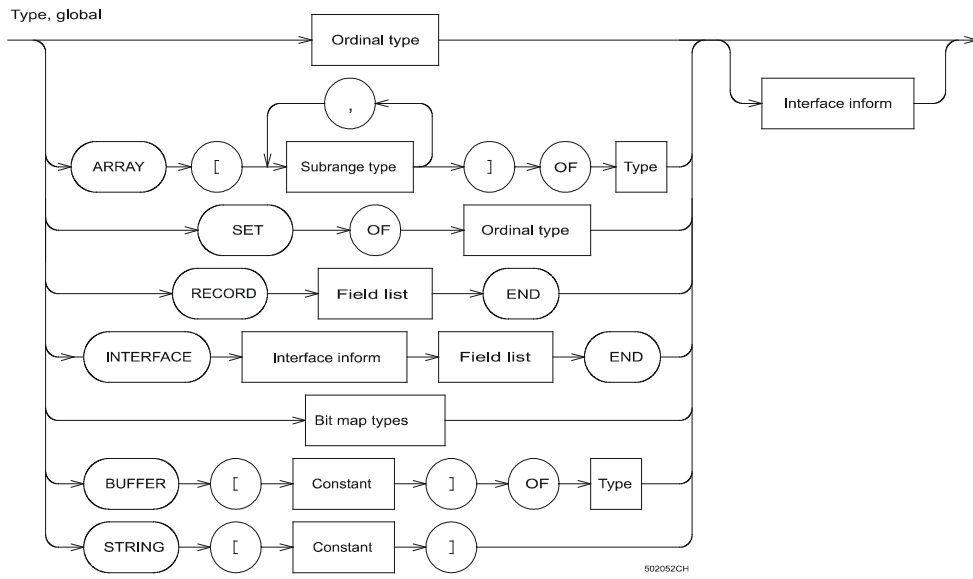 Type, global
Ordinal type
Interface inform
,
ARRAY [ Subrange type ] OF Type
SET OF Ordinal type
RECORD Field list END
INTERFACE Interface inform Field list END
Bit map types
BUFFER [ Constant ] OF Type
STRING [ Constant ]
502052CH